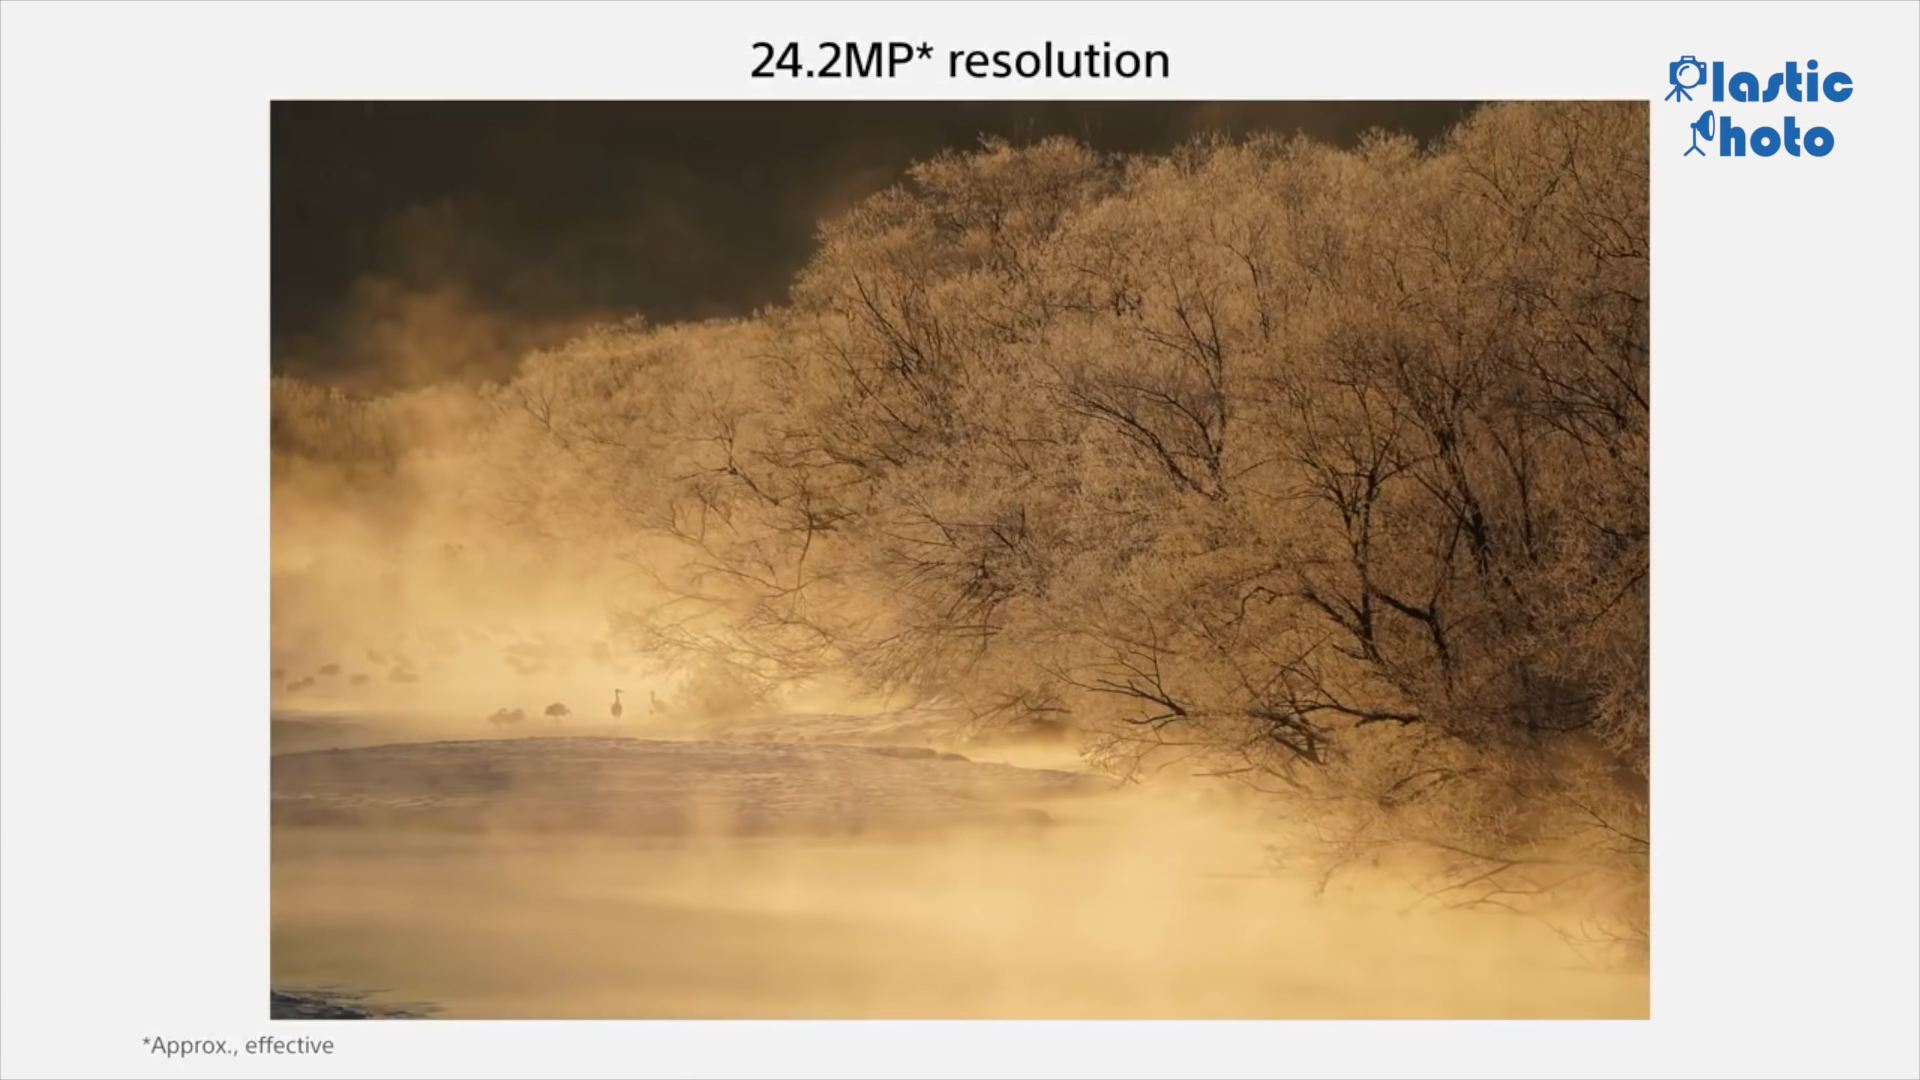 24.2MP* resolution
Plastic
Photo
*Approx., effective